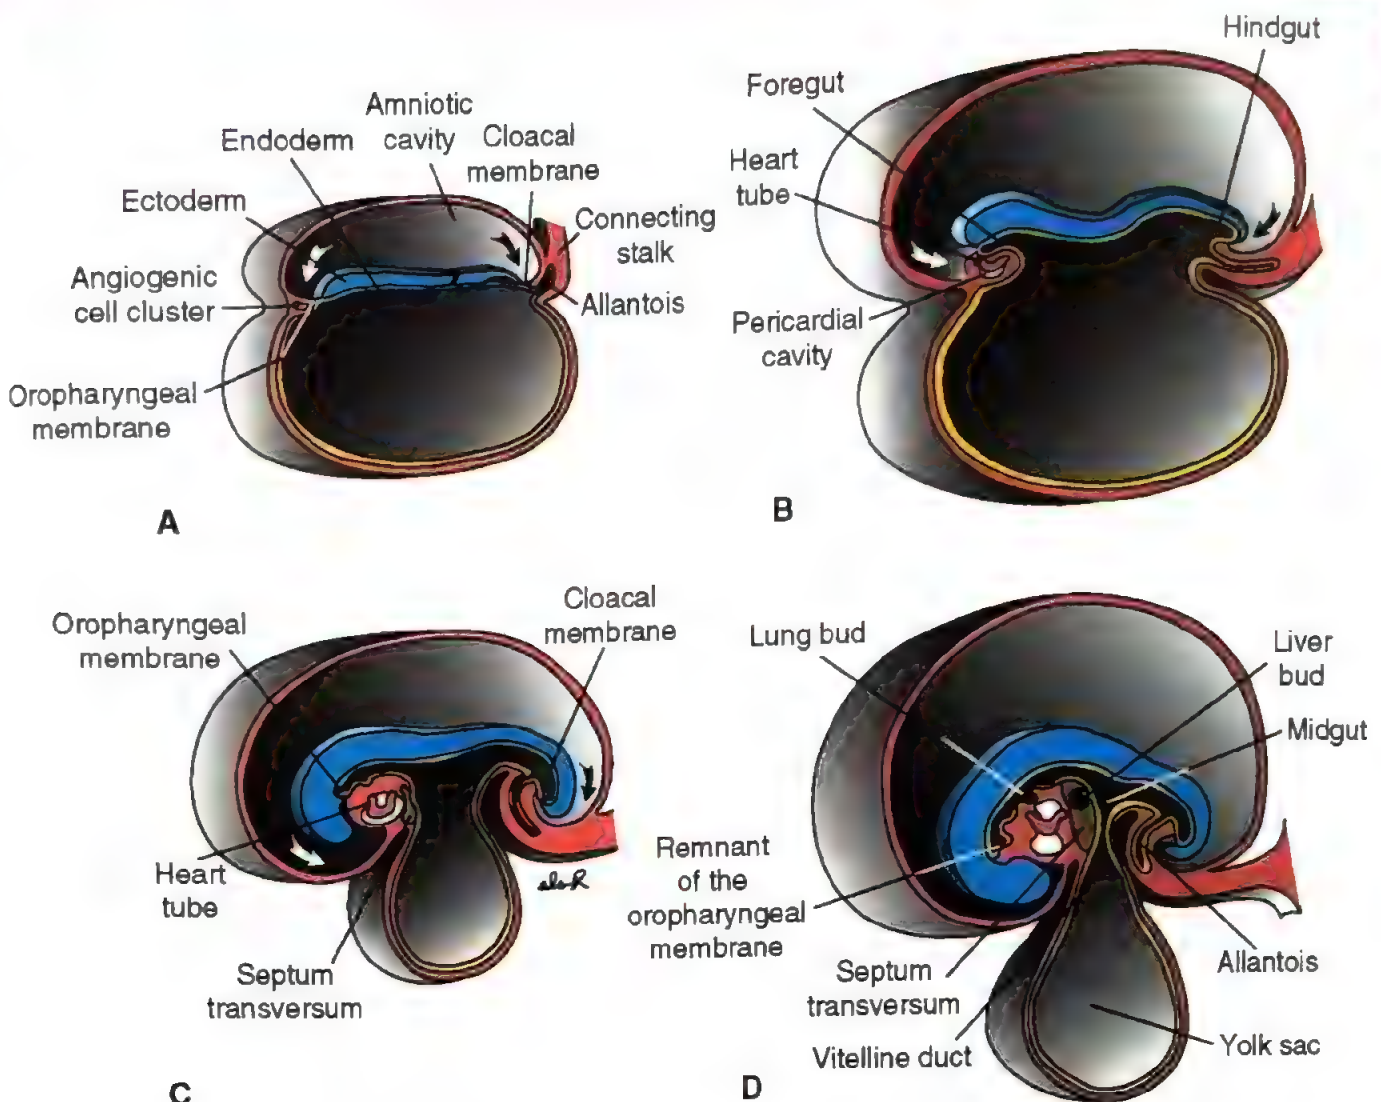 Amniotic
cavity
Endoderm
Cloacal
membrane
Ectoderm
Connecting
stalk
Angiogenic
cell cluster
Allantois
Oropharyngeal
membrane
A
Hindgut
Foregut
Heart
tube
Pericardial
cavity
B
Oropharyngeal
membrane
Cloacal
membrane
Heart
tube
Septum
transversum
C
Lung bud
Liver
bud
Midgut
Remnant
of the
oropharyngeal
membrane
Septum
transversum
Allantois
Vitelline duct
Yolk sac
D